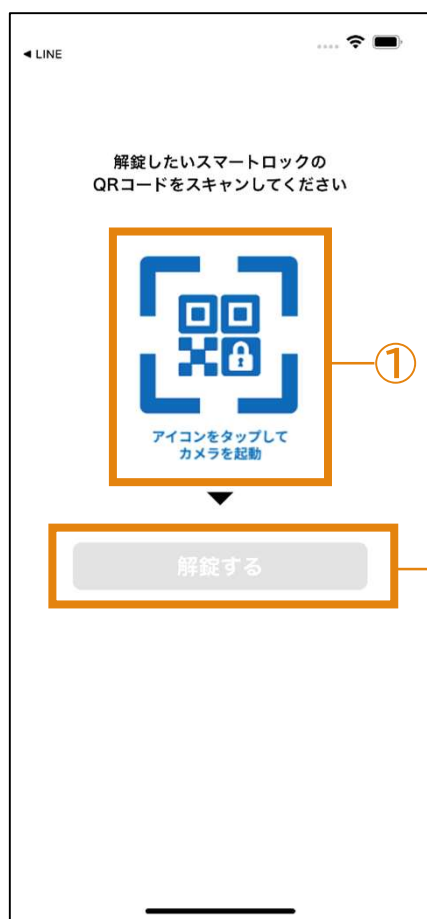 ◀ LINE
解錠したいスマートロックの
QRコードをスキャンしてください
アイコンをタップして
カメラを起動
①
解錠する